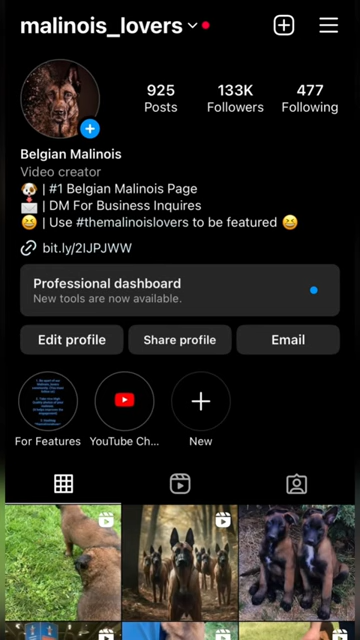 malinois_lovers
925
133K
477
Posts
Followers
Following
Belgian Malinois
Video creator
🐶 | #1 Belgian Malinois Page
✉️ | DM For Business Inquires
😆 | Use #themalinoislovers to be featured 😆
bit.ly/2IJPJWW
Professional dashboard
New tools are now available.
Edit profile
Share profile
Email
For Features
YouTube Ch...
New